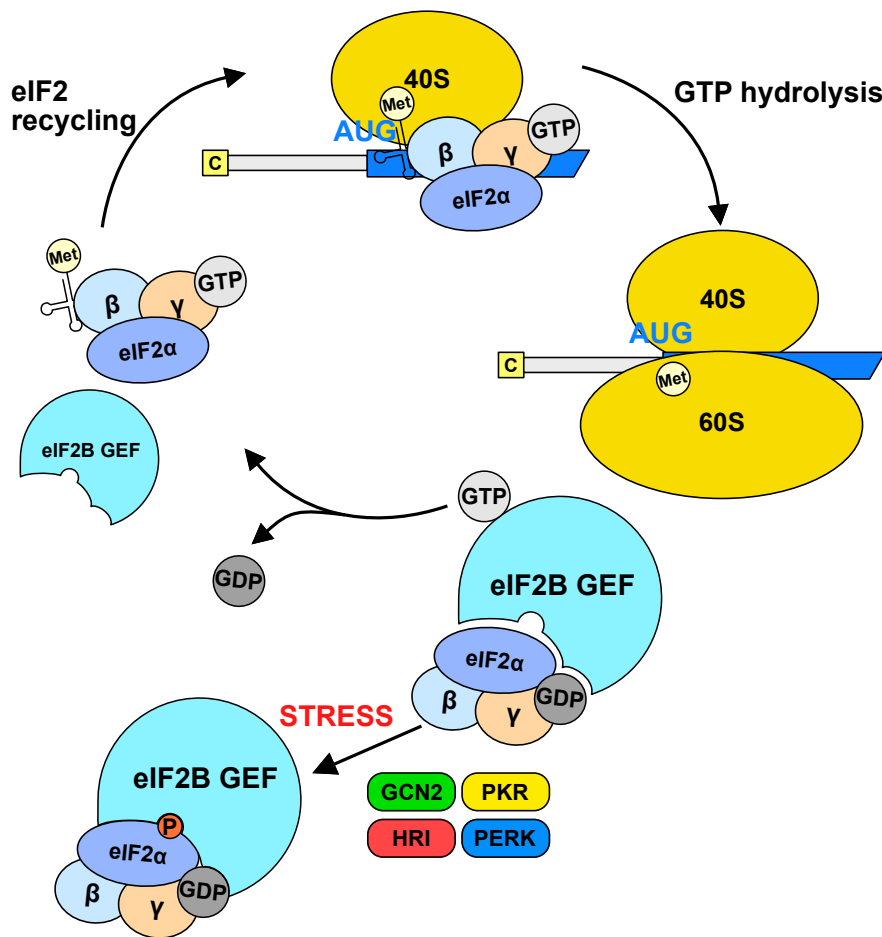 eIF2
recycling
40S
Met
AUG
GTP
GTP hydrolysis
C
β
γ
eIF2α
Met
GTP
β
γ
eIF2α
40S
AUG
C
Met
60S
eIF2B GEF
GTP
GDP
eIF2B GEF
eIF2α
β
γ
GDP
STRESS
eIF2B GEF
GCN2
PKR
HRI
PERK
P
eIF2α
β
γ
GDP